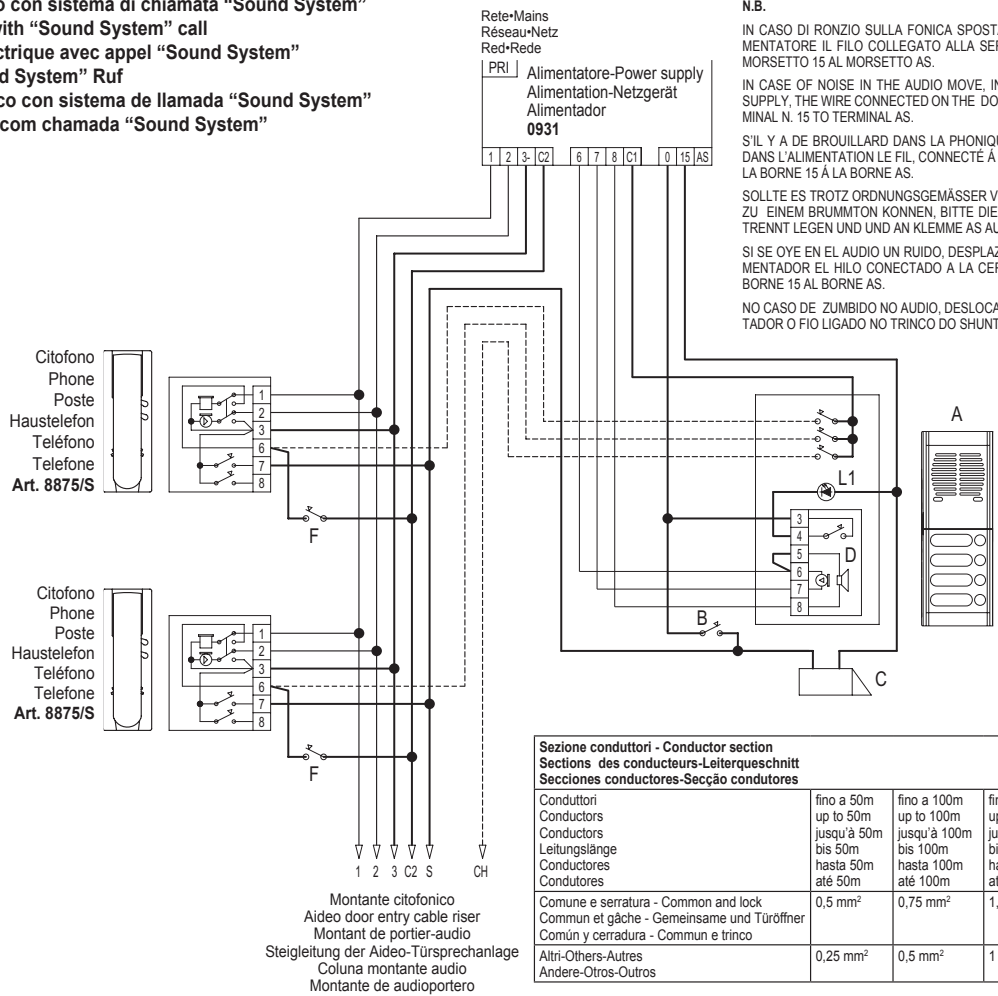 o con sistema di chiamata “Sound System”
with “Sound System” call
ctrique avec appel “Sound System”
d System” Ruf
co con sistema de llamada “Sound System”
com chamada “Sound System”
Rete•Mains
Réseau•Netz
Red•Rede
PRI
Alimentatore-Power supply
Alimentation-Netzgerät
Alimentador
0931
1 2 3- C2 6 7 8 C1 0 15 AS
N.B.
IN CASO DI RONZIO SULLA FONICA SPOSTA
MENTATORE IL FILO COLLEGATO ALLA SER
MORSETTO 15 AL MORSETTO AS.
IN CASE OF NOISE IN THE AUDIO MOVE, IN
SUPPLY, THE WIRE CONNECTED ON THE DO
MINAL N. 15 TO TERMINAL AS.
S’IL Y A DE BROUILLARD DANS LA PHONIQU
DANS L’ALIMENTATION LE FIL, CONNECTÉ Á
LA BORNE 15 Á LA BORNE AS.
SOLLTE ES TROTZ ORDNUNGSGEMÄSSER V
ZU EINEM BRUMMTON KONNEN, BITTE DIE
TRENNT LEGEN UND UND AN KLEMME AS AU
SI SE OYE EN EL AUDIO UN RUIDO, DESPLAZ
MENTADOR EL HILO CONECTADO A LA CER
BORNE 15 AL BORNE AS.
NO CASO DE ZUMBIDO NO AUDIO, DESLOCA
TADOR O FIO LIGADO NO TRINCO DO SHUNT
Citofono
Phone
Poste
Haustelefon
Teléfono
Telefone
Art. 8875/S
1
2
3
6
7
8
F
A
L1
3
4
5
6
7
8
D
B
C
Citofono
Phone
Poste
Haustelefon
Teléfono
Telefone
Art. 8875/S
1
2
3
6
7
8
F
1 2 3 C2 S CH
Montante citofonico
Aideo door entry cable riser
Montant de portier-audio
Steigleitung der Aideo-Türsprechanlage
Coluna montante audio
Montante de audioportero
Sezione conduttori - Conductor section
Sections des conducteurs-Leiterqueschnitt
Secciones conductores-Secção condutores
Conduttori fino a 50m fino a 100m fin
Conductors up to 50m up to 100m up
Conductors jusqu’à 50m jusqu’à 100m ju
Leitungslänge bis 50m bis 100m bi
Conductores hasta 50m hasta 100m ha
Condutores até 50m até 100m at
Comune e serratura - Common and lock 0,5 mm² 0,75 mm² 1,
Commun et gâche - Gemeinsame und Türöffner
Común y cerradura - Commun e trinco
Altri-Others-Autres 0,25 mm² 0,5 mm² 1
Andere-Otros-Outros